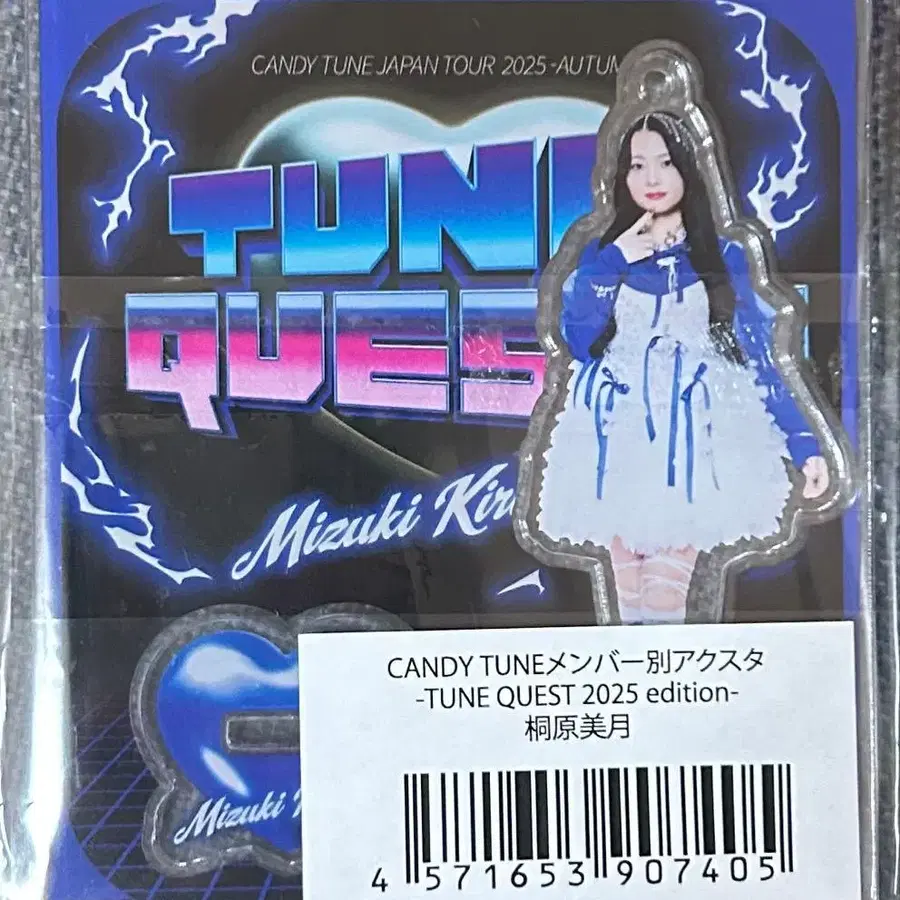 CANDY TUNE JAPAN TOUR 2025 -AUTUM
TUN
QUES
Mizuki Kir
Mizuki
CANDY TUNEメンバー別アクスタ
-TUNE QUEST 2025 edition-
桐原美月
4 571653 907405